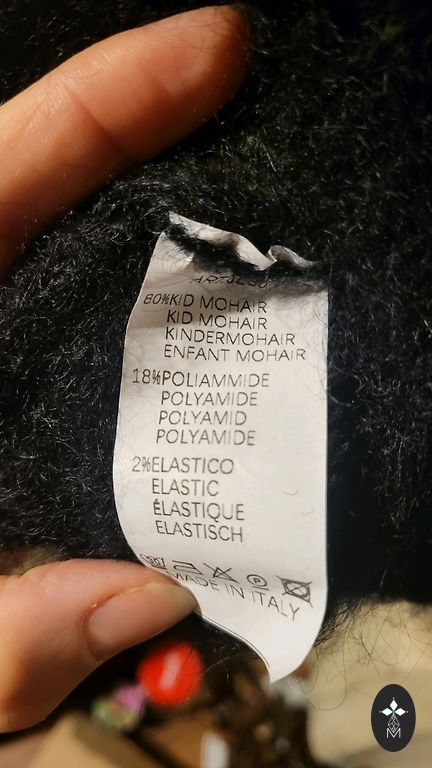 80%KID MOHAIR
KID MOHAIR
KINDERMOHAIR
ENFANT MOHAIR
18%POLIAMMIDE
POLYAMIDE
POLYAMID
POLYAMIDE
2%ELASTICO
ELASTIC
ÉLASTIQUE
ELASTISCH
P
MADE IN ITALY
M